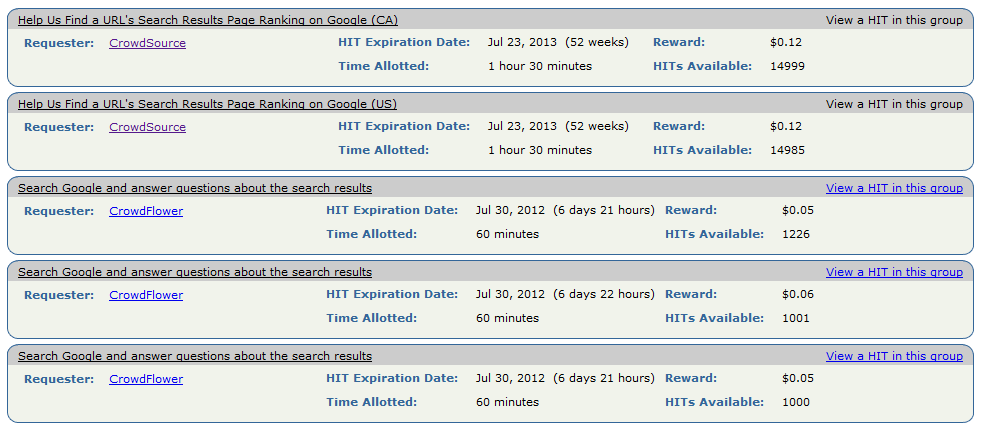 Help Us Find a URL's Search Results Page Ranking on Google (CA) View a HIT in this group
Requester: CrowdSource HIT Expiration Date: Jul 23, 2013 (52 weeks) Reward: $0.12
Time Allotted: 1 hour 30 minutes HITs Available: 14999
Help Us Find a URL's Search Results Page Ranking on Google (US) View a HIT in this group
Requester: CrowdSource HIT Expiration Date: Jul 23, 2013 (52 weeks) Reward: $0.12
Time Allotted: 1 hour 30 minutes HITs Available: 14985
Search Google and answer questions about the search results View a HIT in this group
Requester: CrowdFlower HIT Expiration Date: Jul 30, 2012 (6 days 21 hours) Reward: $0.05
Time Allotted: 60 minutes HITs Available: 1226
Search Google and answer questions about the search results View a HIT in this group
Requester: CrowdFlower HIT Expiration Date: Jul 30, 2012 (6 days 22 hours) Reward: $0.06
Time Allotted: 60 minutes HITs Available: 1001
Search Google and answer questions about the search results View a HIT in this group
Requester: CrowdFlower HIT Expiration Date: Jul 30, 2012 (6 days 21 hours) Reward: $0.05
Time Allotted: 60 minutes HITs Available: 1000